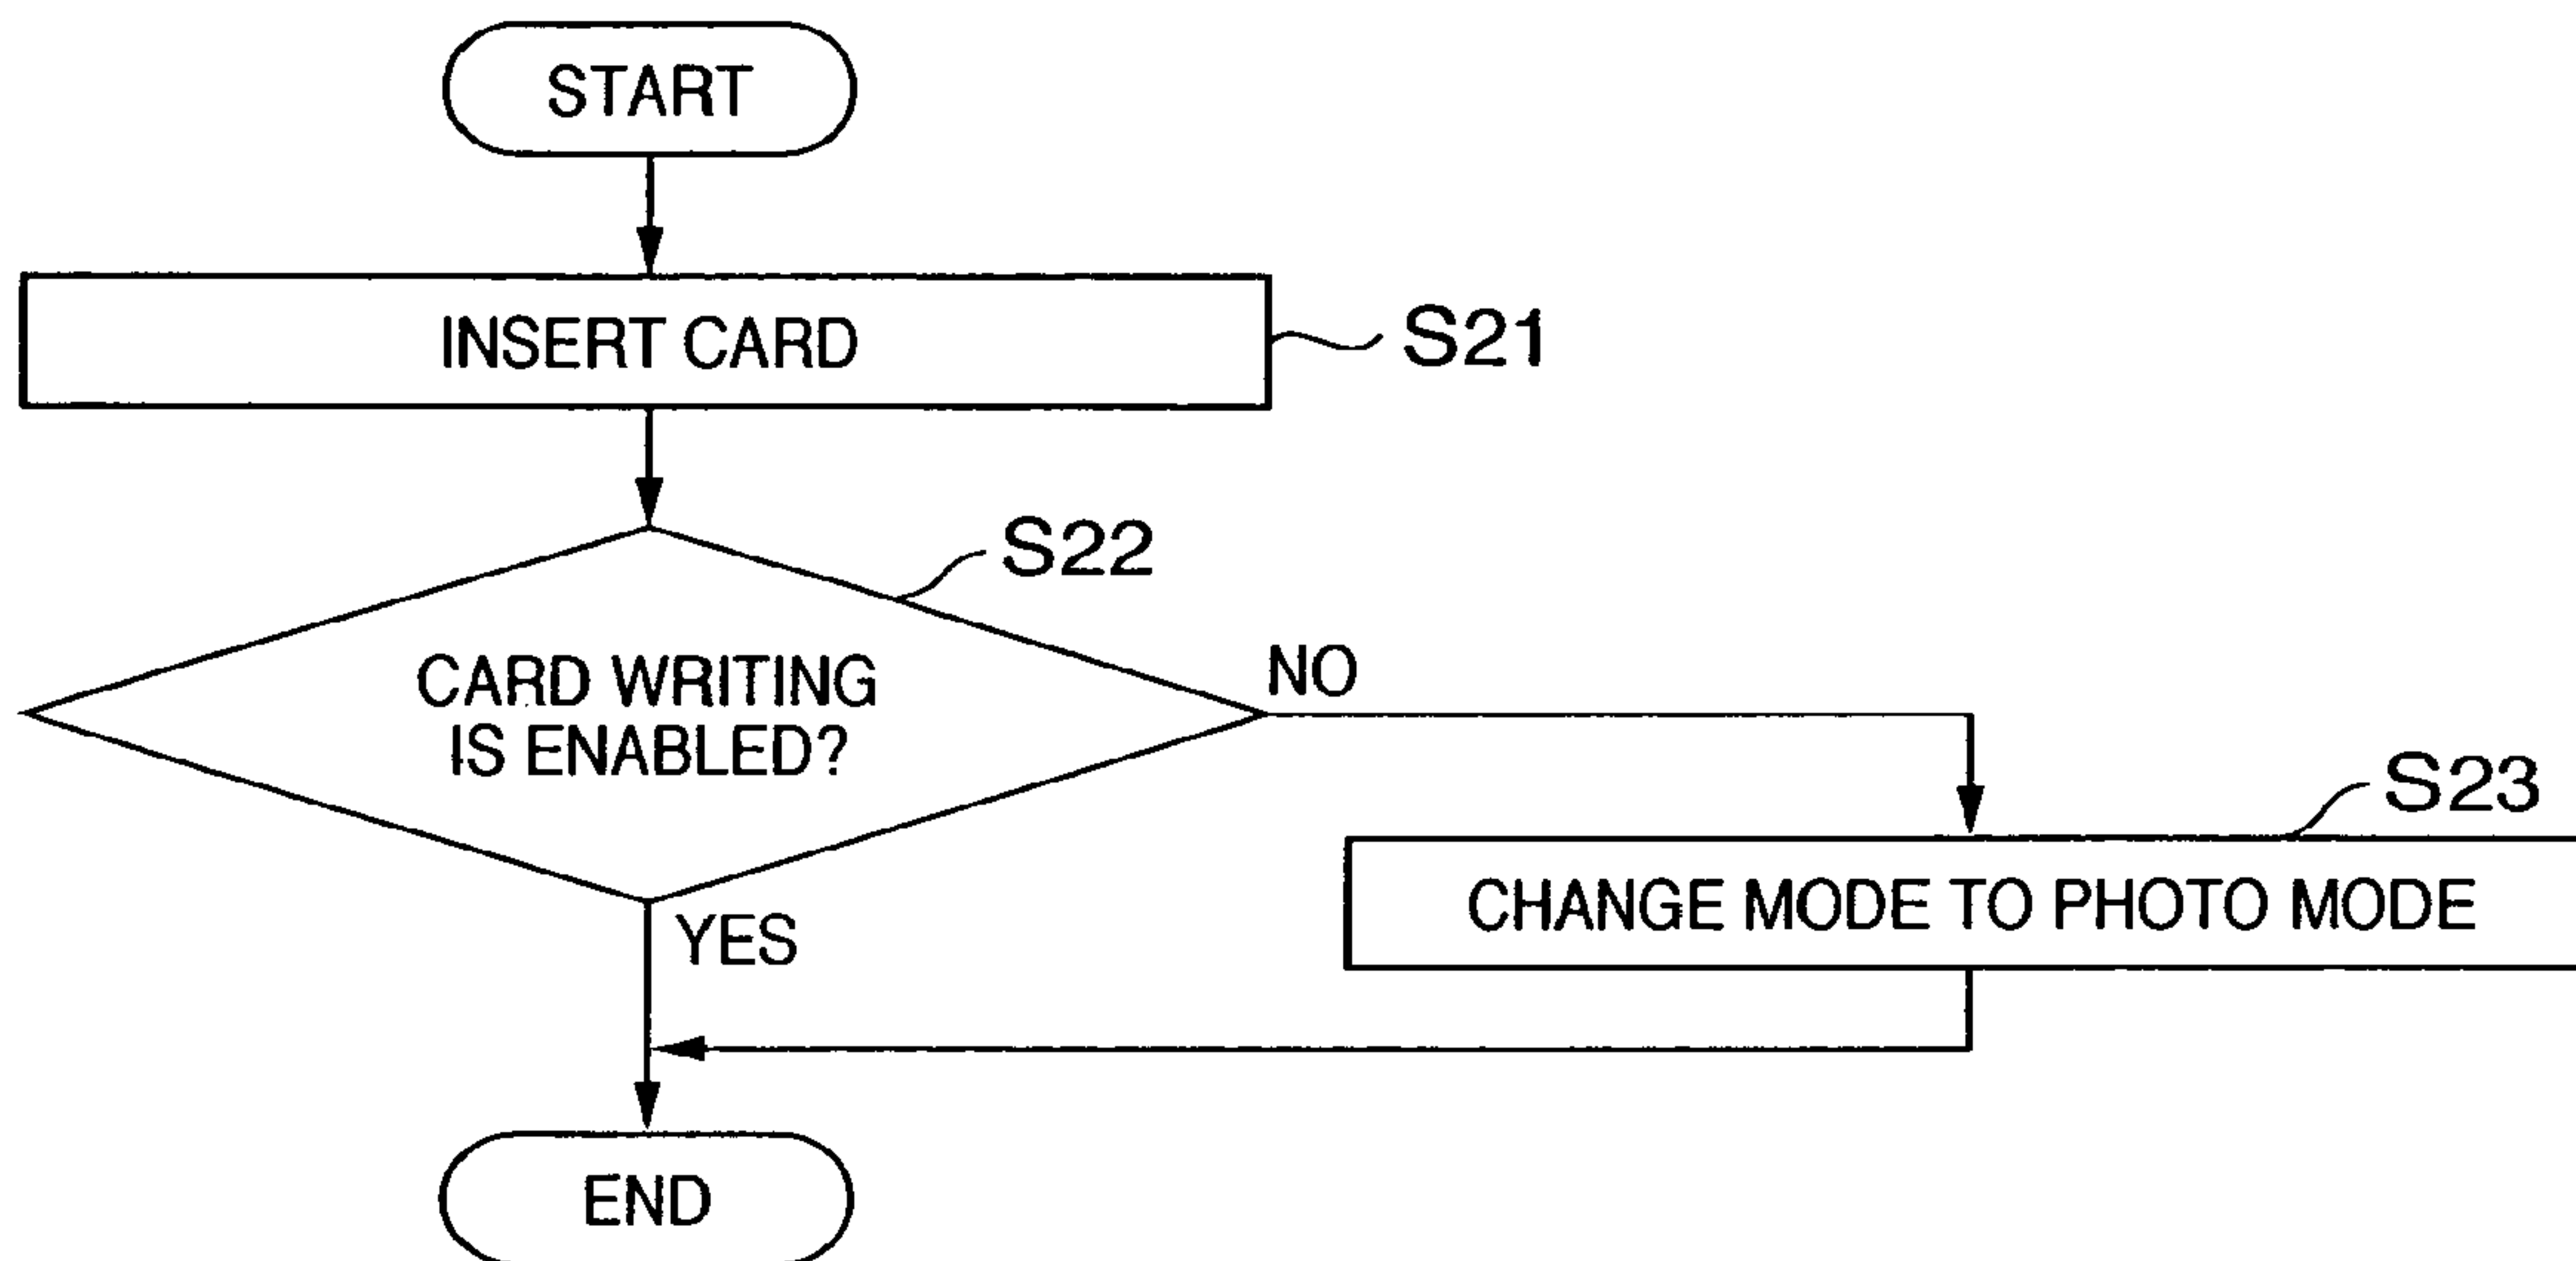 START
INSERT CARD
S21
S22
CARD WRITING
IS ENABLED?
NO
YES
S23
CHANGE MODE TO PHOTO MODE
END